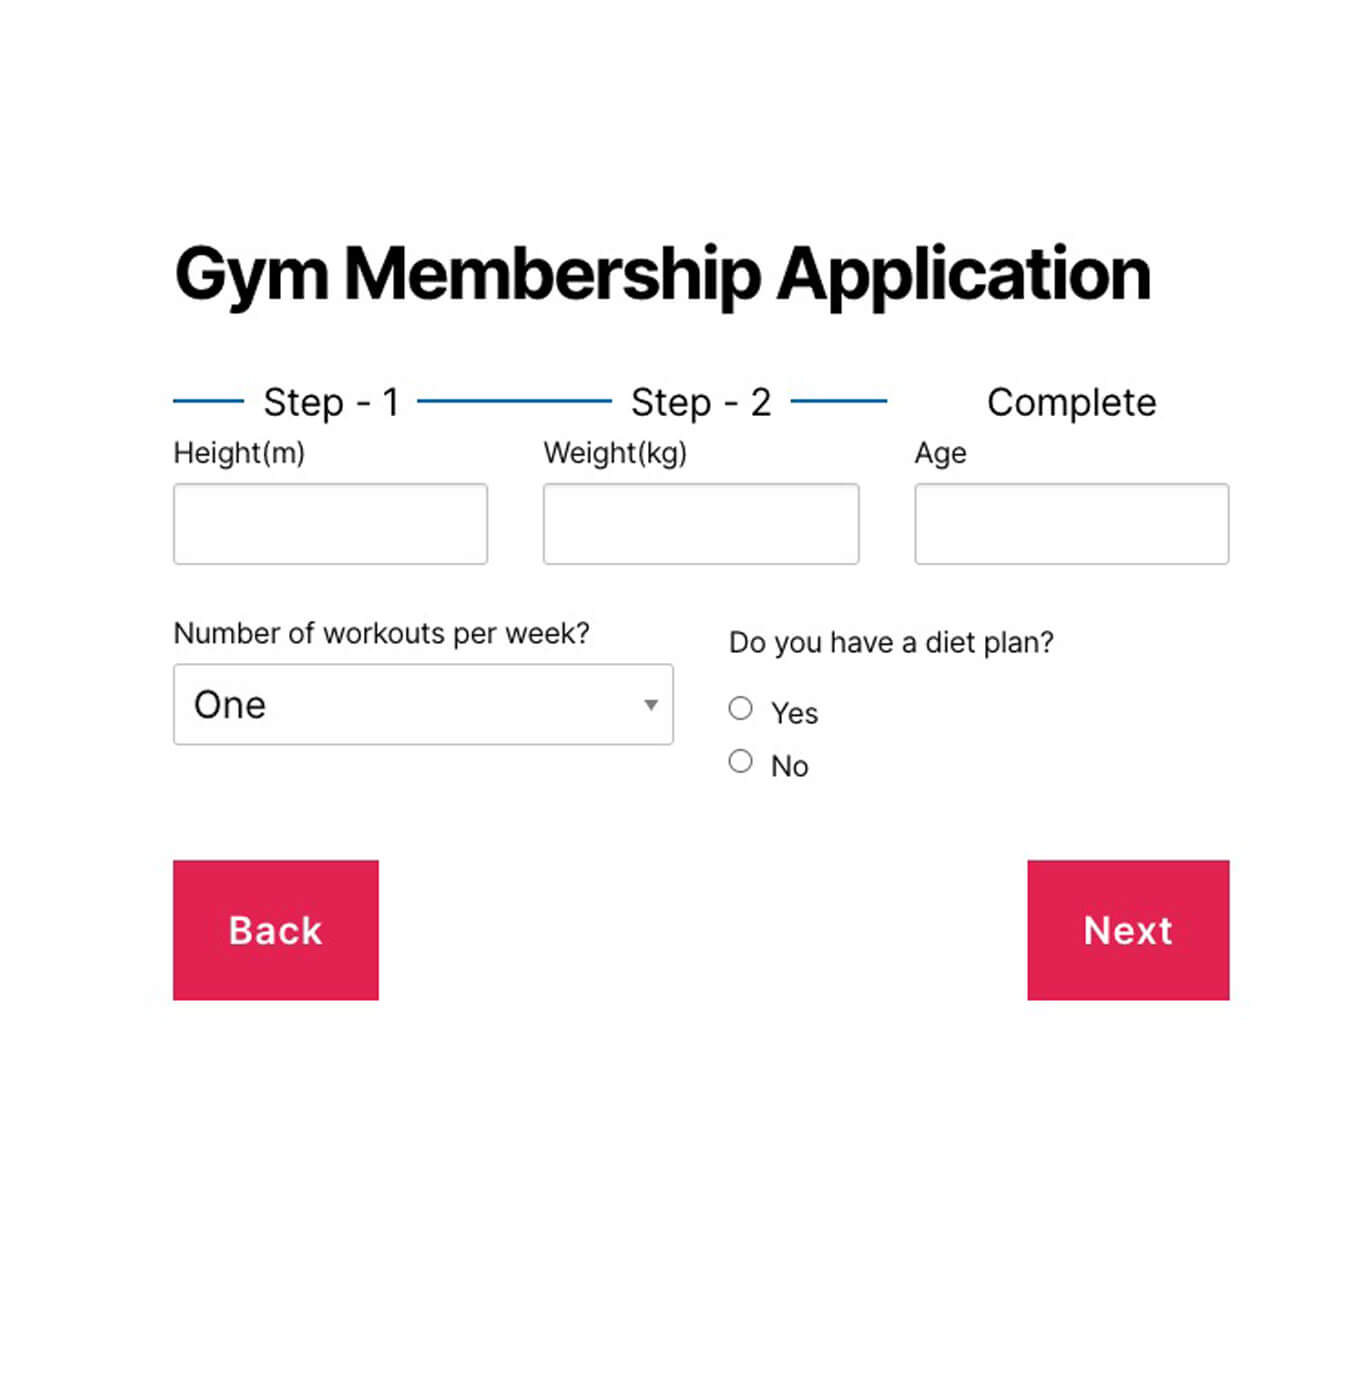 Gym Membership Application
Step - 1 Step - 2 Complete
Height(m) Weight(kg) Age
Number of workouts per week?
Do you have a diet plan?
One
Yes
No
Back Next